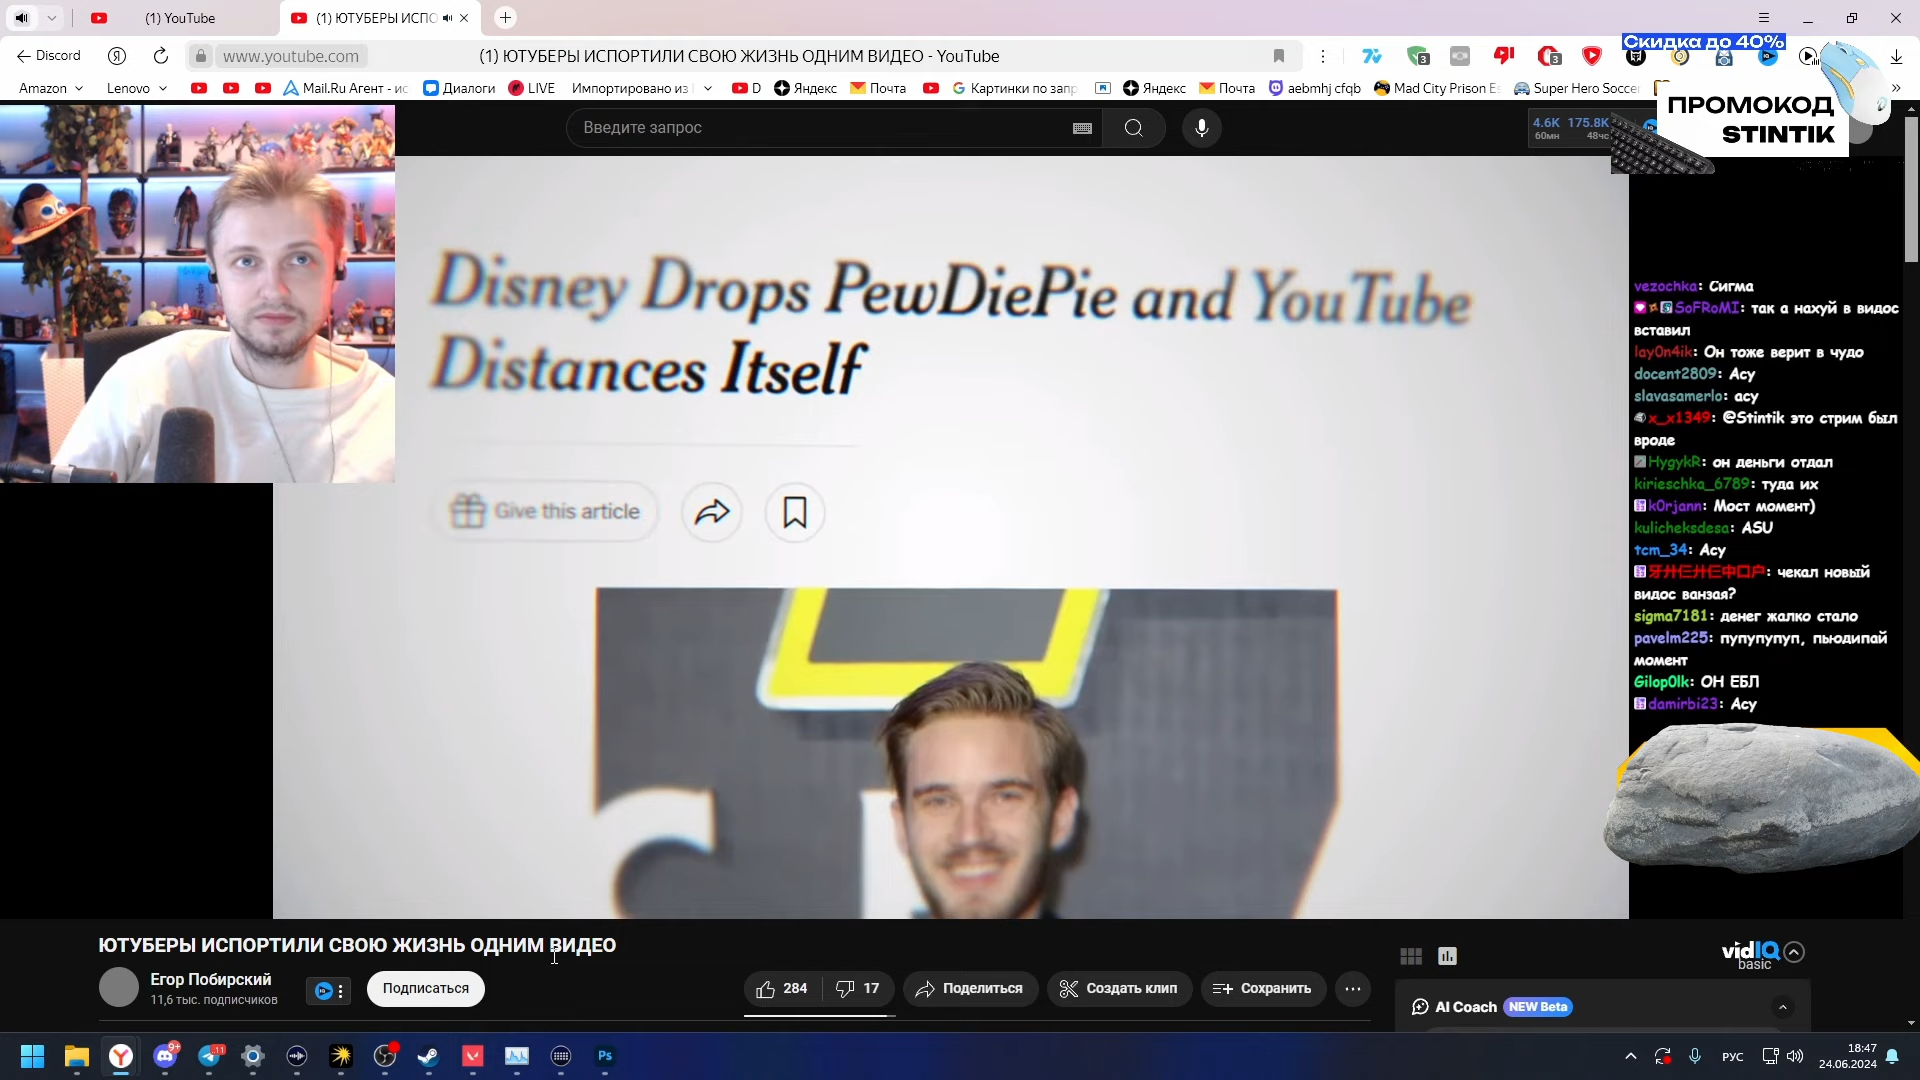 (1) YouTube
(1) ЮТУБЕРЫ ИСПО
Discord
www.youtube.com
(1) ЮТУБЕРЫ ИСПОРТИЛИ СВОЮ ЖИЗНЬ ОДНИМ ВИДЕО - YouTube
Скидка до 40%
Amazon
Lenovo
Mail.Ru Агент - ис
Диалоги
LIVE
Импортировано из
D
Яндекс
Почта
Картинки по запр
Яндекс
Почта
aebmhj cfqb
Mad City Prison Es
Super Hero Soccer
ПРОМОКОД
STINTIK
Введите запрос
4.6K 175.8K
60мн 48чс
Disney Drops PewDiePie and YouTube
Distances Itself
Give this article
vezochka: Сигма
SoFRoMI: так а нахуй в видос
вставил
lay0n4ik: Он тоже верит в чудо
docent2809: Асу
slavasamerlo: асу
x_x1349: @Stintik это стрим был
вроде
HygykR: он деньги отдал
kirieschka_6789: туда их
k0rjann: Мост момент)
kulicheksdesa: ASU
tcm_34: Асу
: чекал новый
видос ванзая?
sigma7181: денег жалко стало
pavelm225: пупупупуп, пьюдипай
момент
Gilop0lk: ОН ЕБЛ
damirbi23: Асу
ЮТУБЕРЫ ИСПОРТИЛИ СВОЮ ЖИЗНЬ ОДНИМ ВИДЕО
Егор Побирский
11,6 тыс. подписчиков
Подписаться
284
17
Поделиться
Создать клип
Сохранить
vidIQ
basic
AI Coach NEW Beta
РУС
18:47
24.06.2024